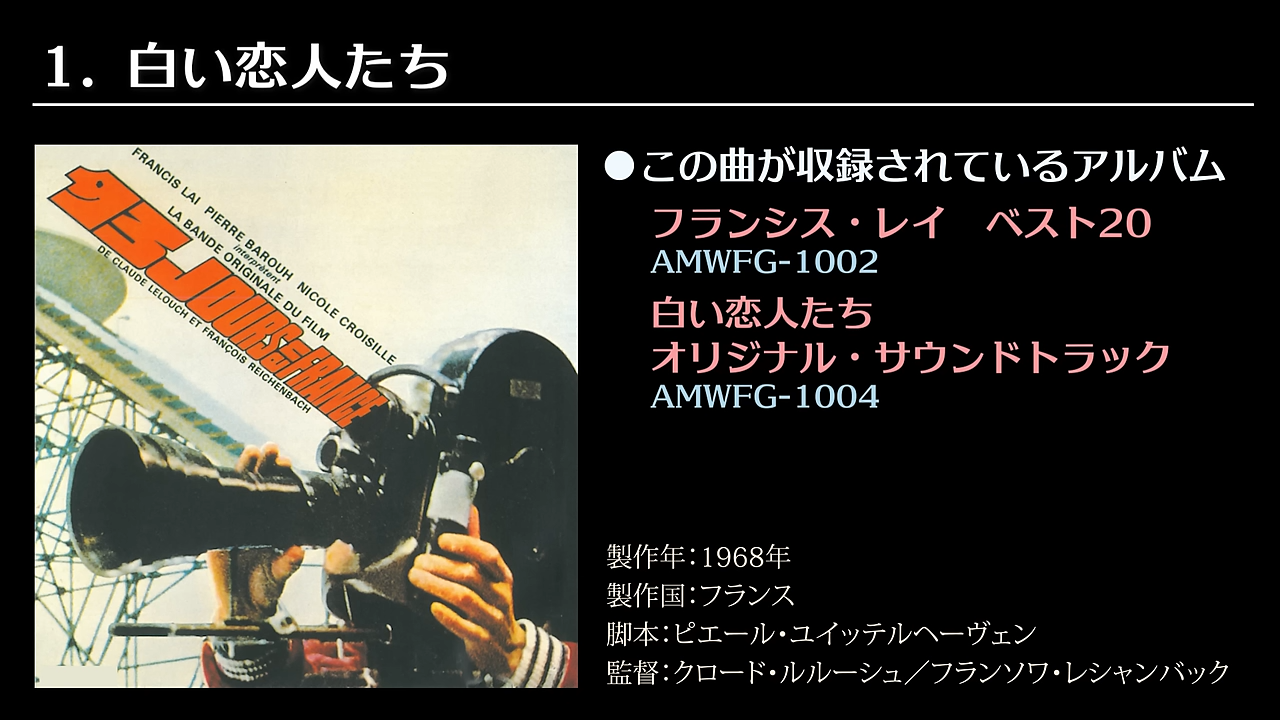 1. 白い恋人たち
FRANCIS LAI PIERRE BAROUH NICOLE CROISILLE
interprètent
LA BANDE ORIGINALE DU FILM
13 JOURS en FRANCE
DE CLAUDE LELOUCH ET FRANÇOIS REICHENBACH
●この曲が収録されているアルバム
フランシス・レイ　ベスト20
AMWFG-1002
白い恋人たち
オリジナル・サウンドトラック
AMWFG-1004
製作年：1968年
製作国：フランス
脚本：ピエール・ユイッテルヘーヴェン
監督：クロード・ルルーシュ／フランソワ・レシャンバック